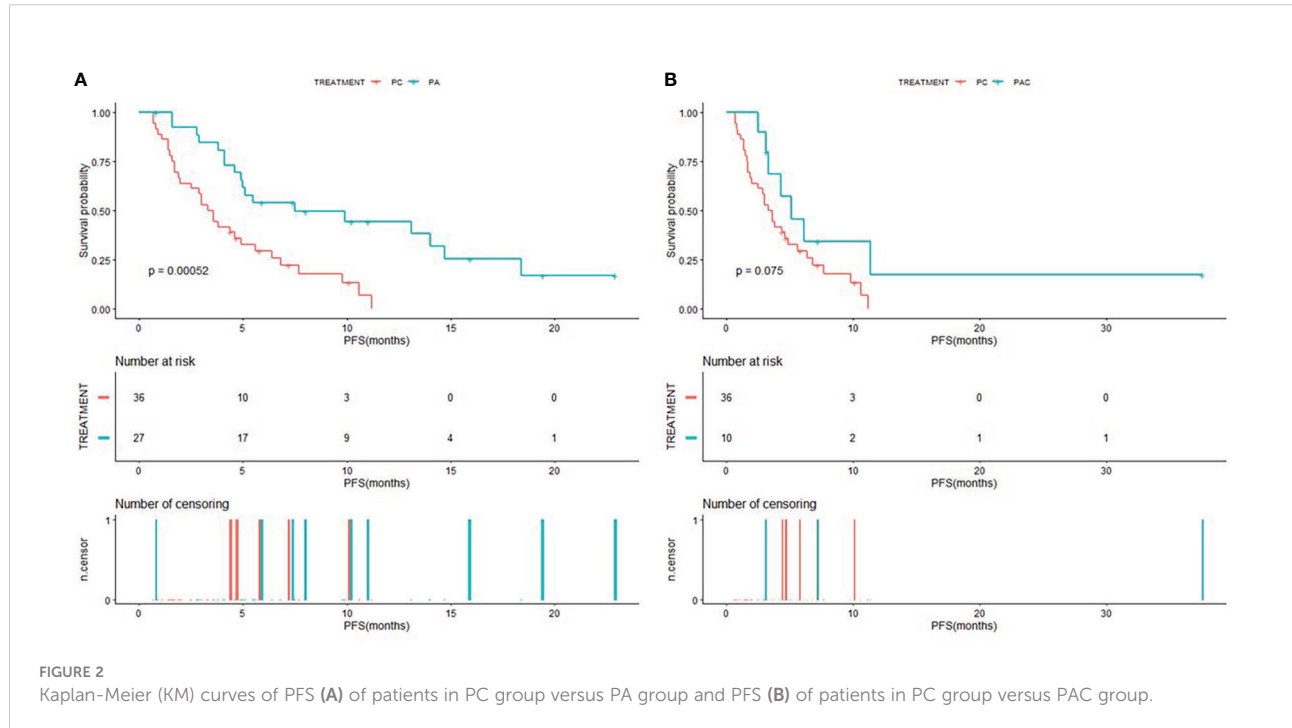 A
TREATMENT PC PA
1.00
0.75
0.50
0.25
0.00
Survival probability
p = 0.00052
0 5 10 15 20
PFS(months)
Number at risk
TREATMENT
36 10 3 0 0
27 17 9 4 1
0 5 10 15 20
PFS(months)
Number of censoring
n.censor
1
0
0 5 10 15 20
PFS(months)
B
TREATMENT PC PAC
1.00
0.75
0.50
0.25
0.00
Survival probability
p = 0.075
0 10 20 30
PFS(months)
Number at risk
TREATMENT
36 3 0 0
10 2 1 1
0 10 20 30
PFS(months)
Number of censoring
n.censor
1
0
0 10 20 30
PFS(months)
FIGURE 2
Kaplan-Meier (KM) curves of PFS (A) of patients in PC group versus PA group and PFS (B) of patients in PC group versus PAC group.